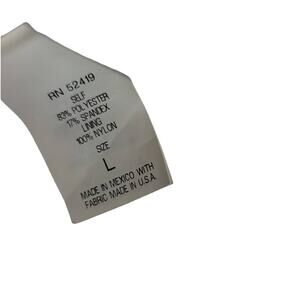 RN 52419
SELF
83% POLYESTER
17% SPANDEX
LINING
100% NYLON
SIZE
L
MADE IN MEXICO WITH
FABRIC MADE IN U.S.A.